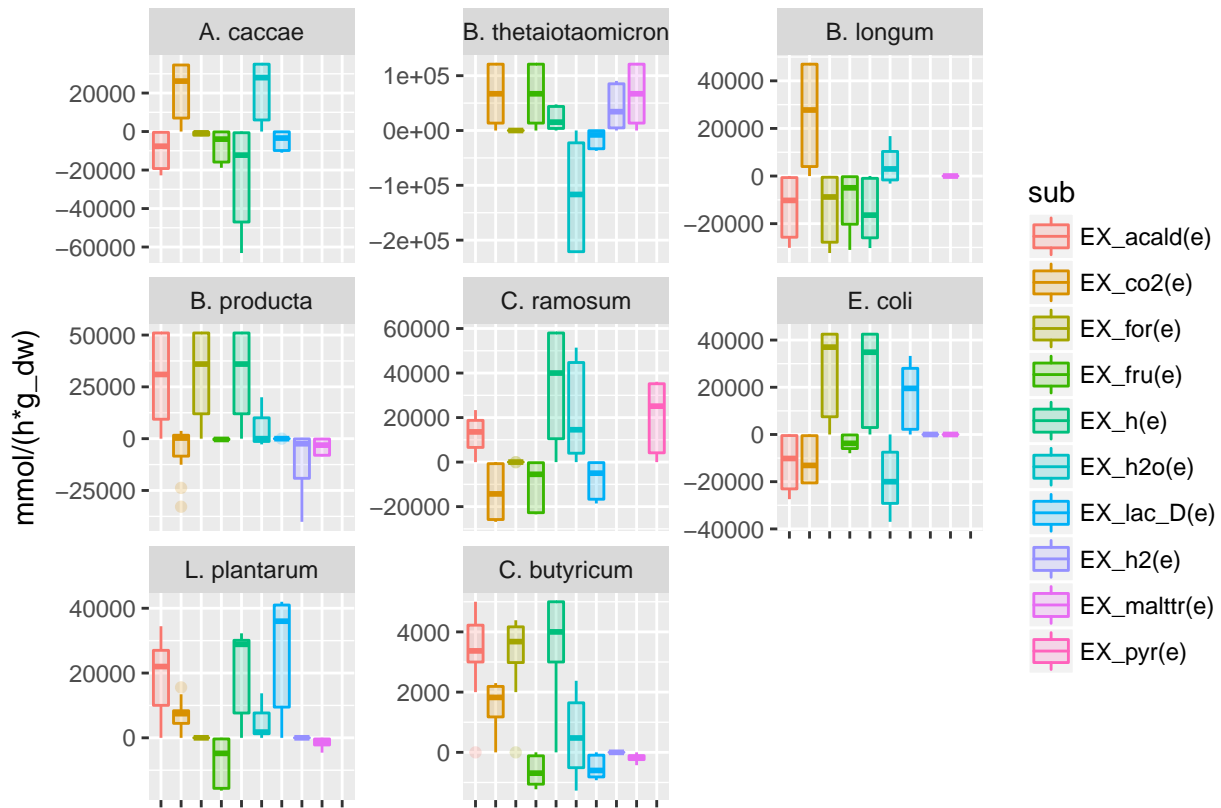 A. caccae
B. thetaiotaomicron
B. longum
20000
0
−20000
−40000
−60000
1e+05
0e+00
−1e+05
−2e+05
40000
20000
0
−20000
B. producta
C. ramosum
E. coli
50000
25000
0
−25000
60000
40000
20000
0
−20000
40000
20000
0
−20000
−40000
L. plantarum
C. butyricum
40000
20000
0
4000
2000
0
mmol/(h*g_dw)
sub
EX_acald(e)
EX_co2(e)
EX_for(e)
EX_fru(e)
EX_h(e)
EX_h2o(e)
EX_lac_D(e)
EX_h2(e)
EX_malttr(e)
EX_pyr(e)